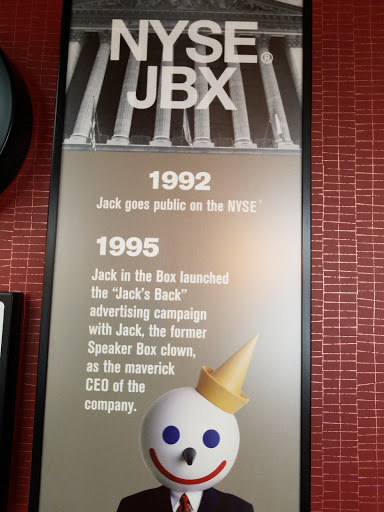 NYSE®
JBX
1992
Jack goes public on the NYSE®
1995
Jack in the Box launched
the “Jack’s Back”
advertising campaign
with Jack, the former
Speaker Box clown,
as the maverick
CEO of the
company.